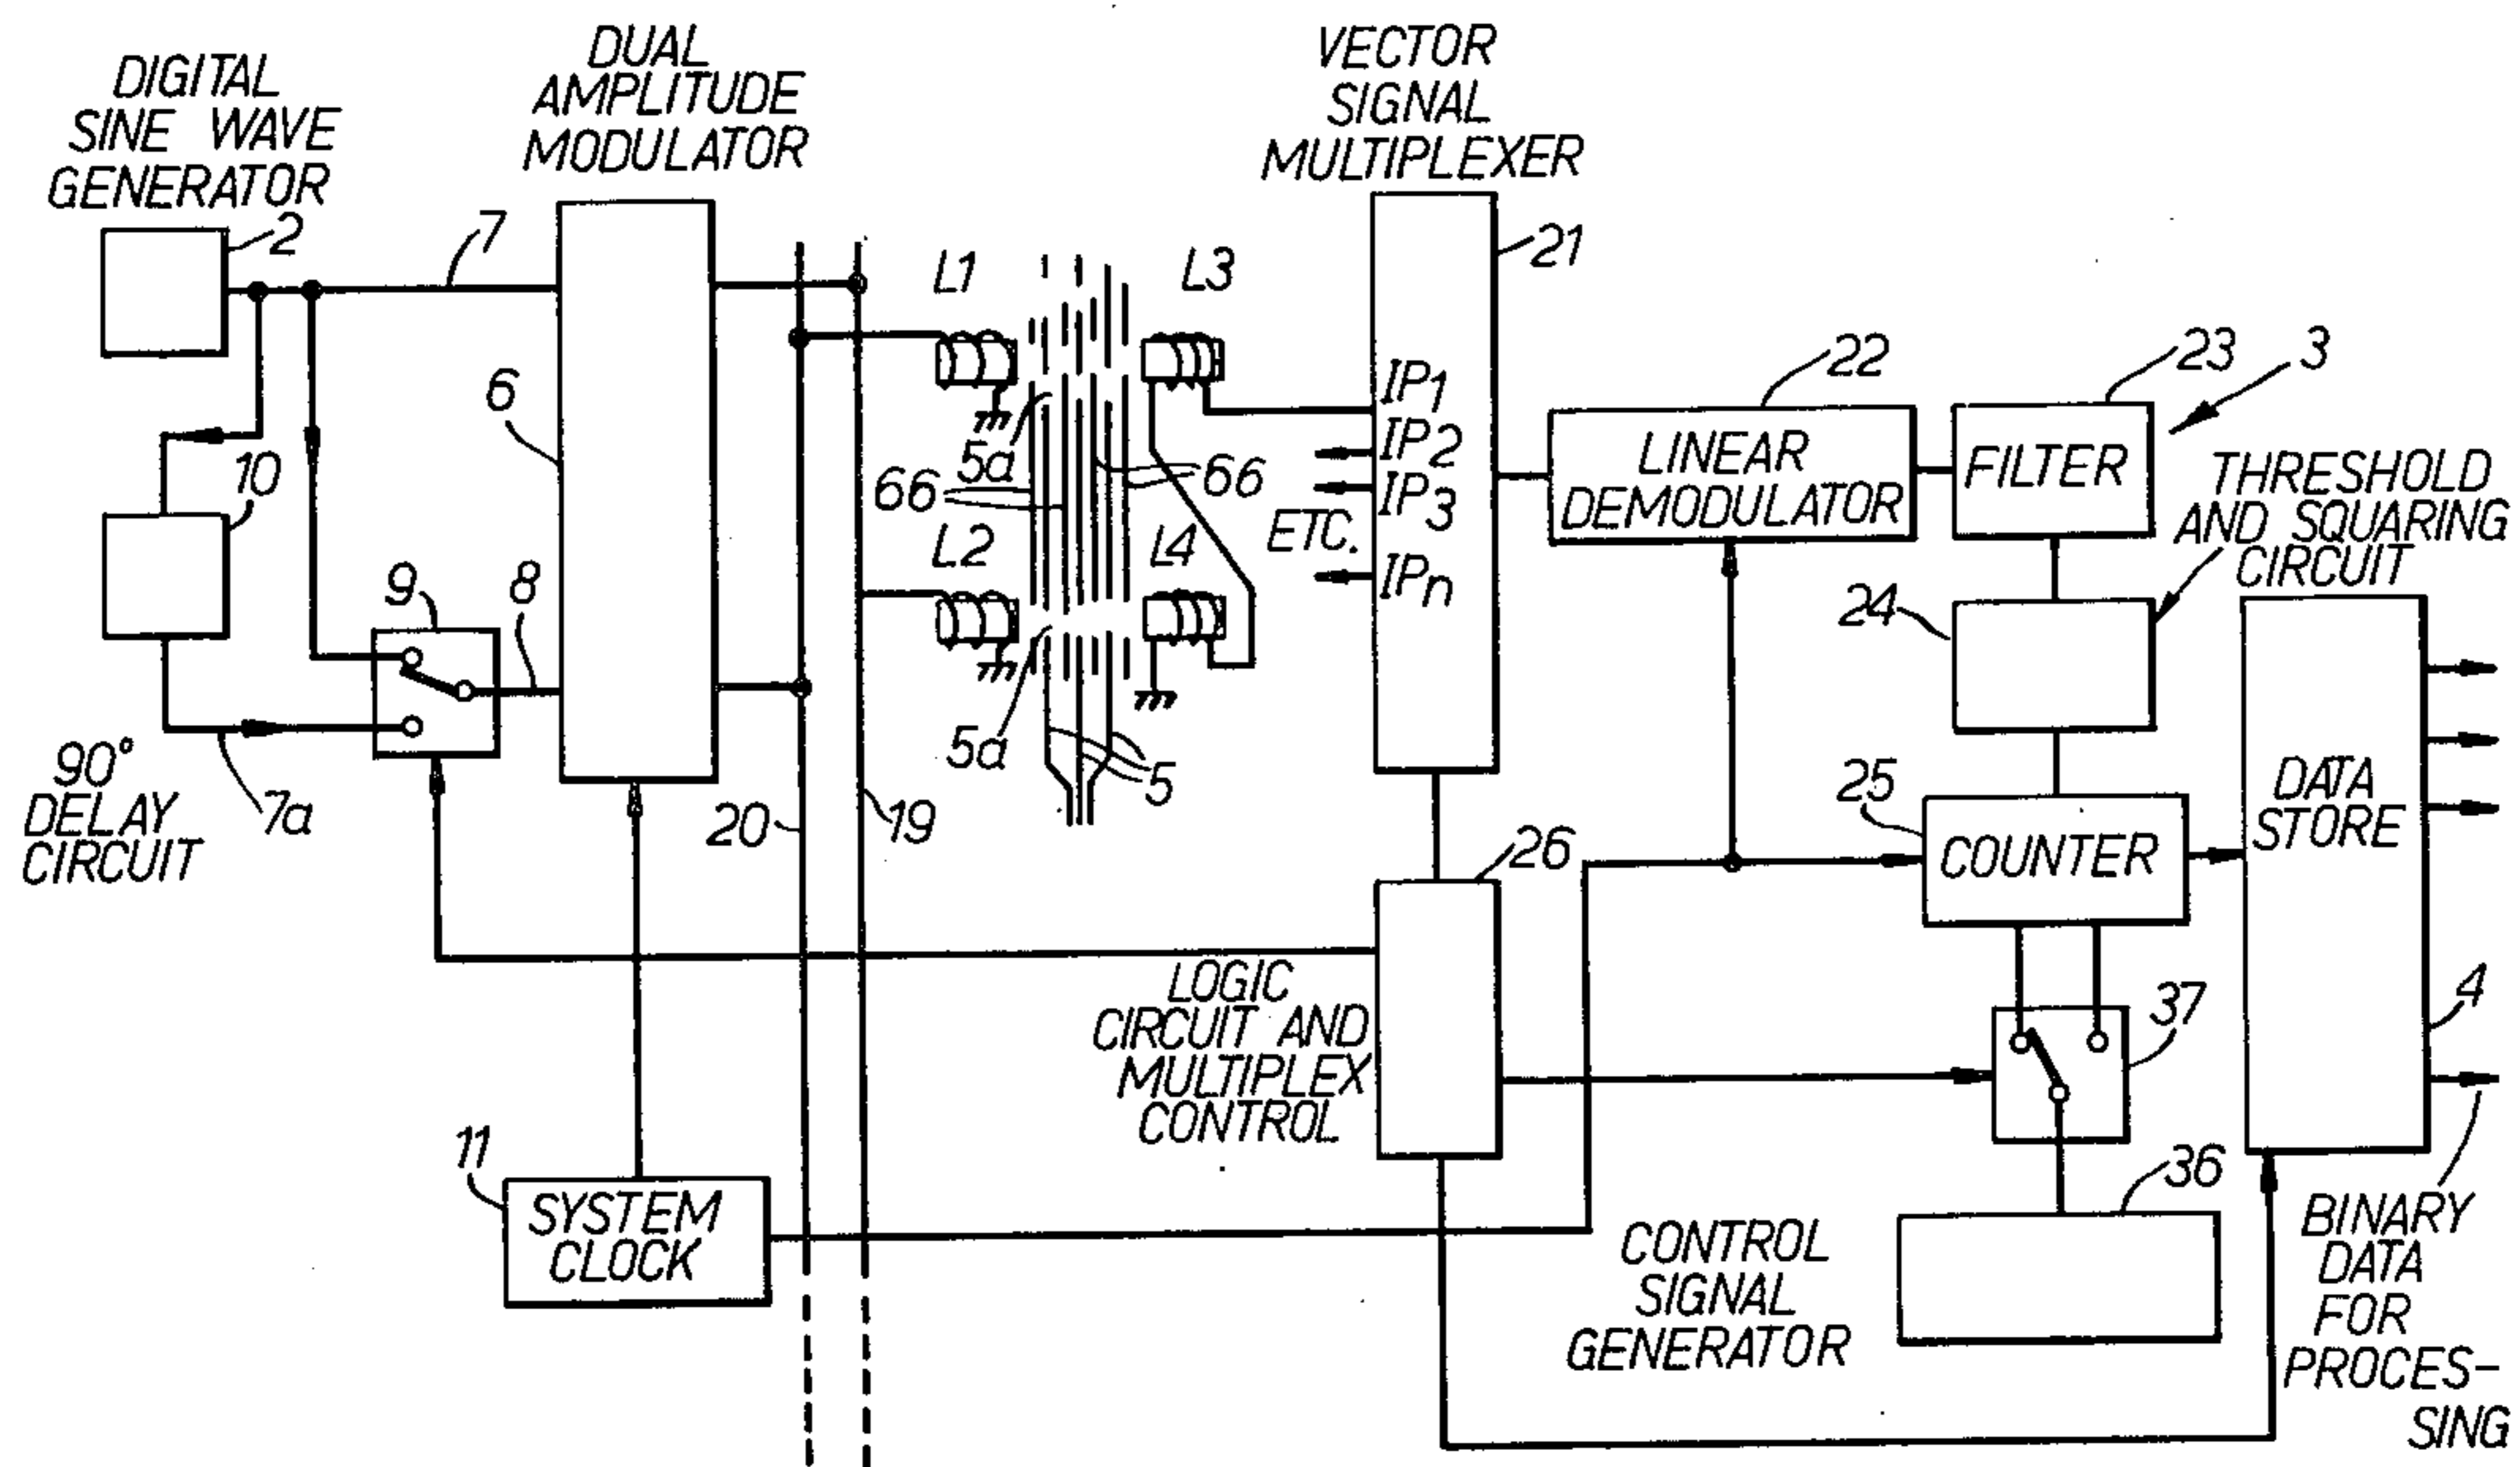 DIGITAL
SINE WAVE
GENERATOR
2
DUAL
AMPLITUDE
MODULATOR
VECTOR
SIGNAL
MULTIPLEXER
7
21
L1
L3
6
10
IP1
IP2
IP3
ETC.
IPn
22
23
3
LINEAR
DEMODULATOR
FILTER
THRESHOLD
AND SQUARING
CIRCUIT
5a
66
66
L2
L4
9
8
24
5a
5
90°
DELAY
CIRCUIT
7a
20
19
25
COUNTER
DATA
STORE
26
LOGIC
CIRCUIT AND
MULTIPLEX
CONTROL
37
4
11
SYSTEM
CLOCK
36
CONTROL
SIGNAL
GENERATOR
BINARY
DATA
FOR
PROCES-
SING